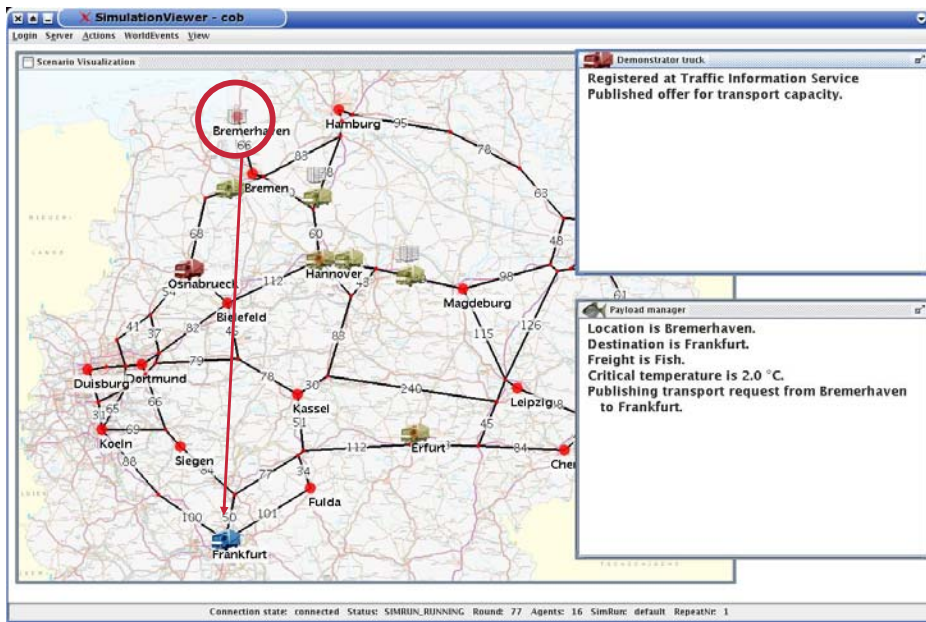 SimulationViewer - cob
Login Server Actions WorldEvents View
Scenario Visualization
Demonstrator truck
Registered at Traffic Information Service
Published offer for transport capacity.
Bremerhaven
Hamburg
95
66
83
78
78
Bremen
63
68
60
48
Osnabrueck
112
Hannover
43
98
Magdeburg
61
54
Bielefeld
41
37
82
45
83
115
126
79
78
30
240
Duisburg
Dortmund
Kassel
Leipzig
31
65
66
51
45
Koeln
69
Siegen
112
Erfurt
84
88
84
77
34
Fulda
100
50
101
Frankfurt
Payload manager
Location is Bremerhaven.
Destination is Frankfurt.
Freight is Fish.
Critical temperature is 2.0 °C.
Publishing transport request from Bremerhaven
to Frankfurt.
Connection state: connected Status: SIMRUN_RUNNING Round: 77 Agents: 16 SimRun: default RepeatNr: 1